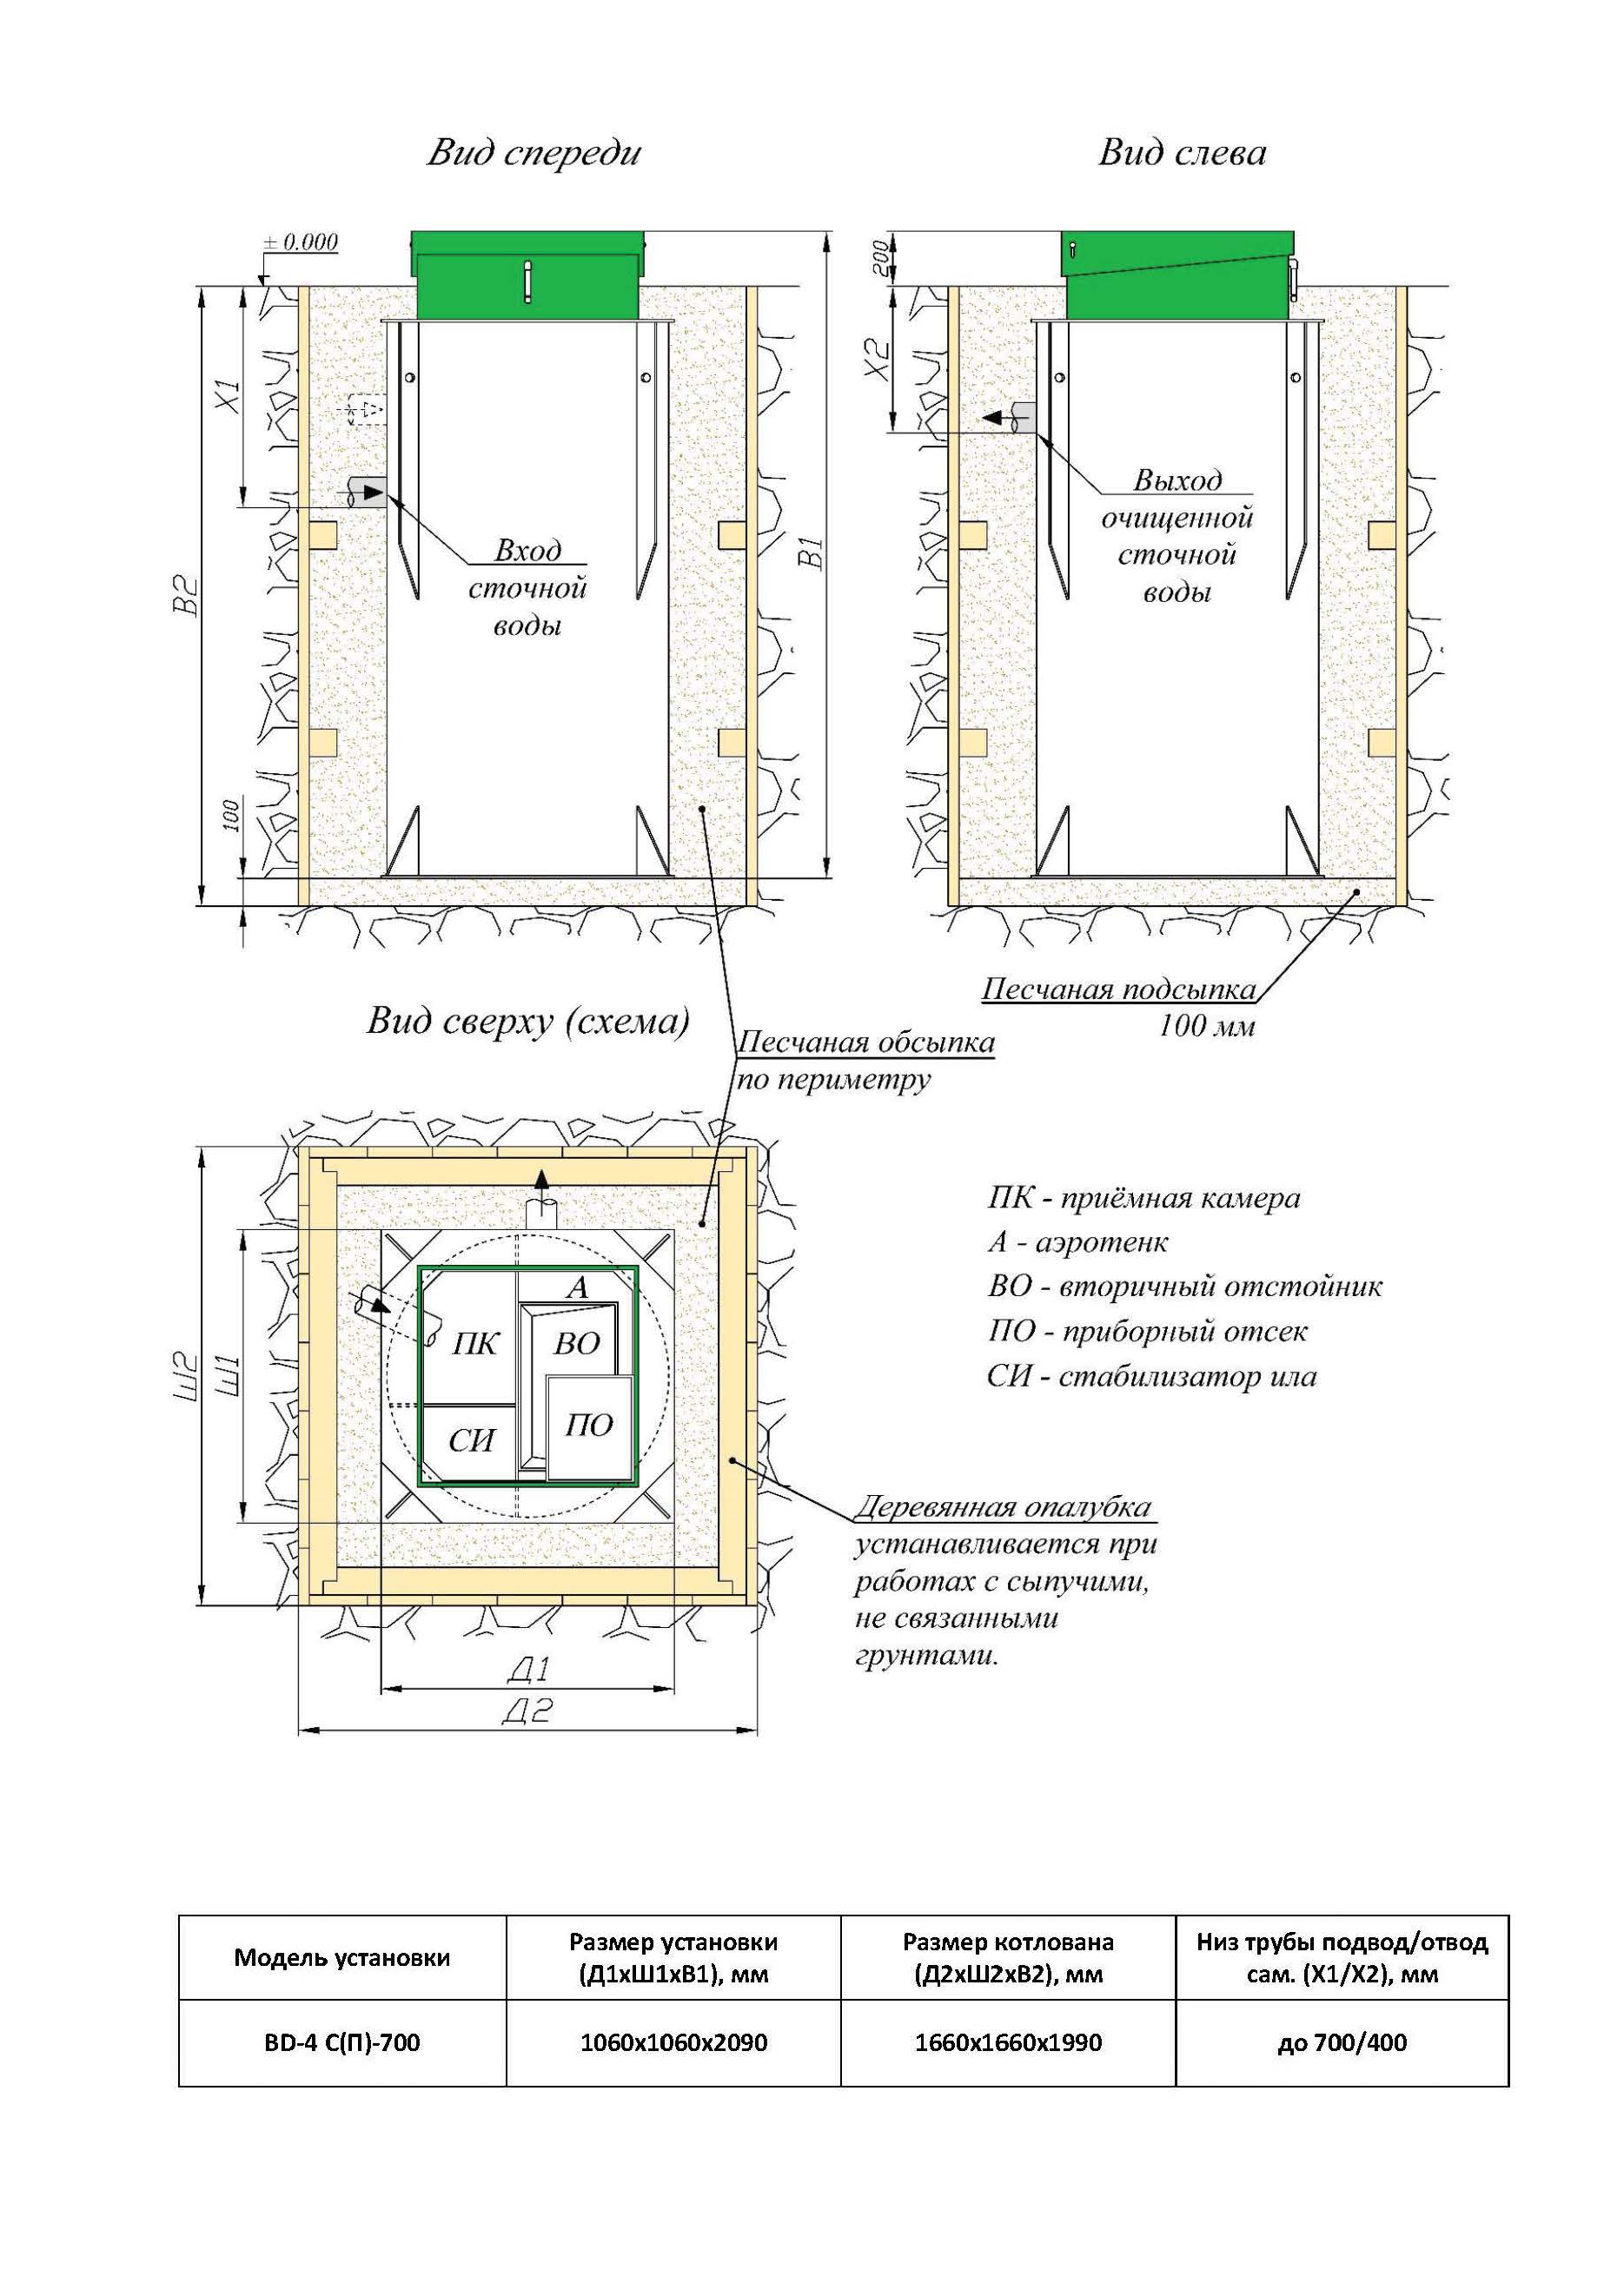 Вид спереди
Вид слева
± 0.000
200
X1
X2
B2
B1
100
Вход
сточной
воды
Выход
очищенной
сточной
воды
Песчаная подсыпка
100 мм
Вид сверху (схема)
Песчаная обсыпка
по периметру
ПК - приёмная камера
А - аэротенк
ВО - вторичный отстойник
ПО - приборный отсек
СИ - стабилизатор ила
Ш2
Ш1
А
ПК
ВО
СИ
ПО
Деревянная опалубка
устанавливается при
работах с сыпучими,
не связанными
грунтами.
Д1
Д2
Модель установки
Размер установки
(Д1хШ1хВ1), мм
Размер котлована
(Д2хШ2хВ2), мм
Низ трубы подвод/отвод
сам. (Х1/Х2), мм
BD-4 С(П)-700
1060х1060х2090
1660х1660х1990
до 700/400